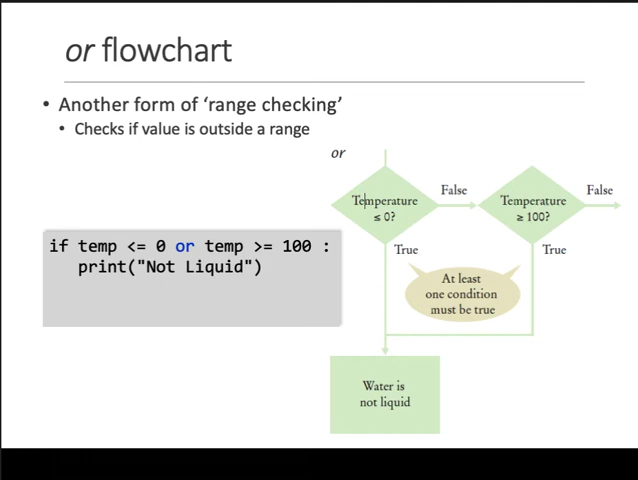 or flowchart
• Another form of ‘range checking’
• Checks if value is outside a range
or
Temperature
≤ 0?
False
Temperature
≥ 100?
False
if temp <= 0 or temp >= 100 :
print("Not Liquid")
True
True
At least
one condition
must be true
Water is
not liquid